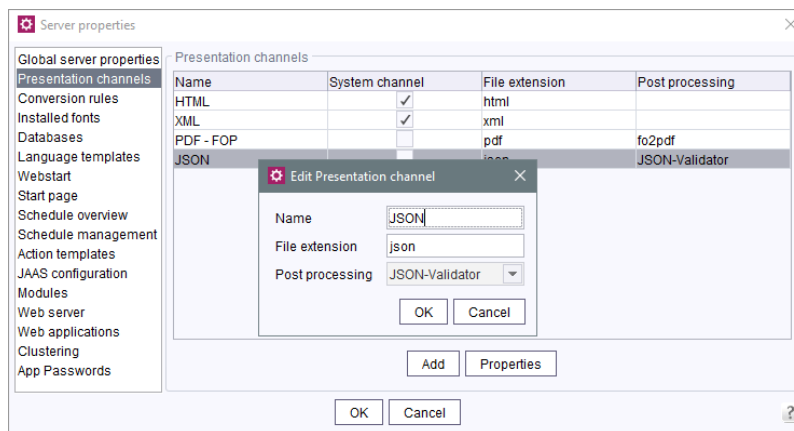 Server properties
Global server properties
Presentation channels
Conversion rules
Installed fonts
Databases
Language templates
Webstart
Start page
Schedule overview
Schedule management
Action templates
JAAS configuration
Modules
Web server
Web applications
Clustering
App Passwords
Presentation channels
Name System channel File extension Post processing
HTML html
XML xml
PDF - FOP pdf fo2pdf
JSON json JSON-Validator
Edit Presentation channel
Name JSON
File extension json
Post processing JSON-Validator
OK Cancel
Add Properties
OK Cancel
?